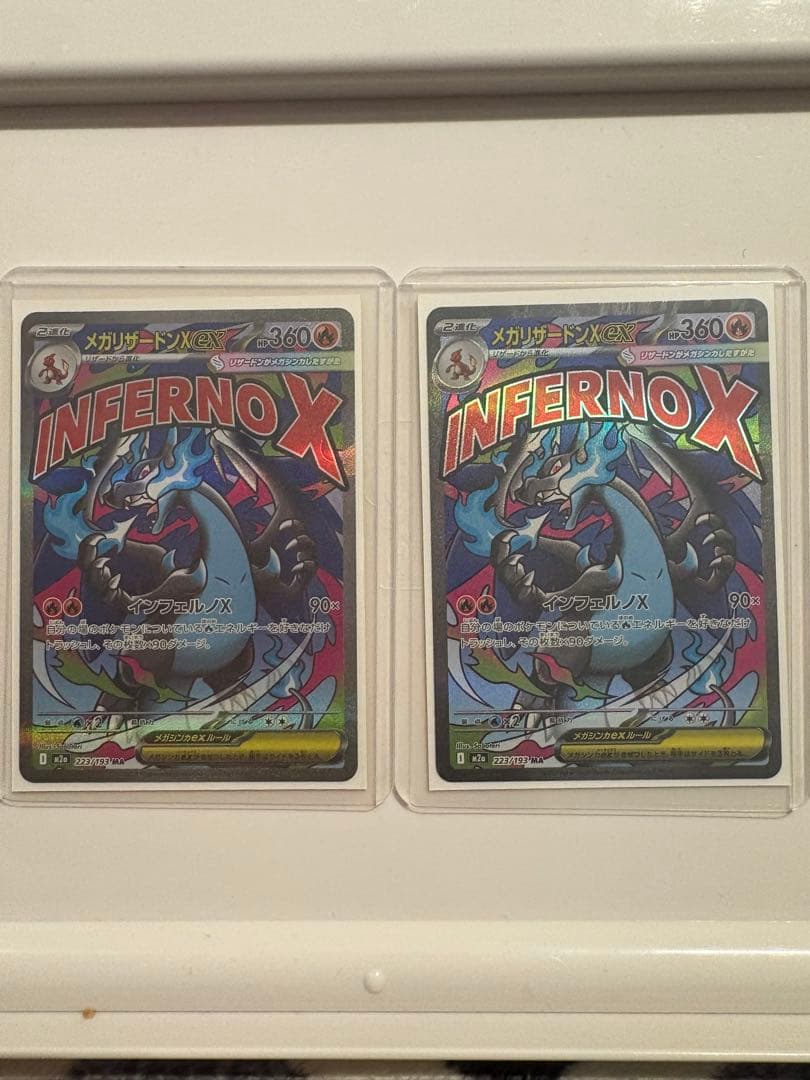 2進化
メガリザードンXex
HP360
リザードから進化
リザードンがメガシンカしたすがた
INFERNO X
インフェルノX
90×
自分の場のポケモンについている エネルギーを好きなだけ
トラッシュし、その枚数×90ダメージ。
×2
メガシンカexルール
Illus.
D M2a 223/193 MA
2進化
メガリザードンXex
HP360
リザードから進化
リザードンがメガシンカしたすがた
INFERNO X
インフェルノX
90×
自分の場のポケモンについている エネルギーを好きなだけ
トラッシュし、その枚数×90ダメージ。
×2
メガシンカexルール
Illus.
D M2a 223/193 MA